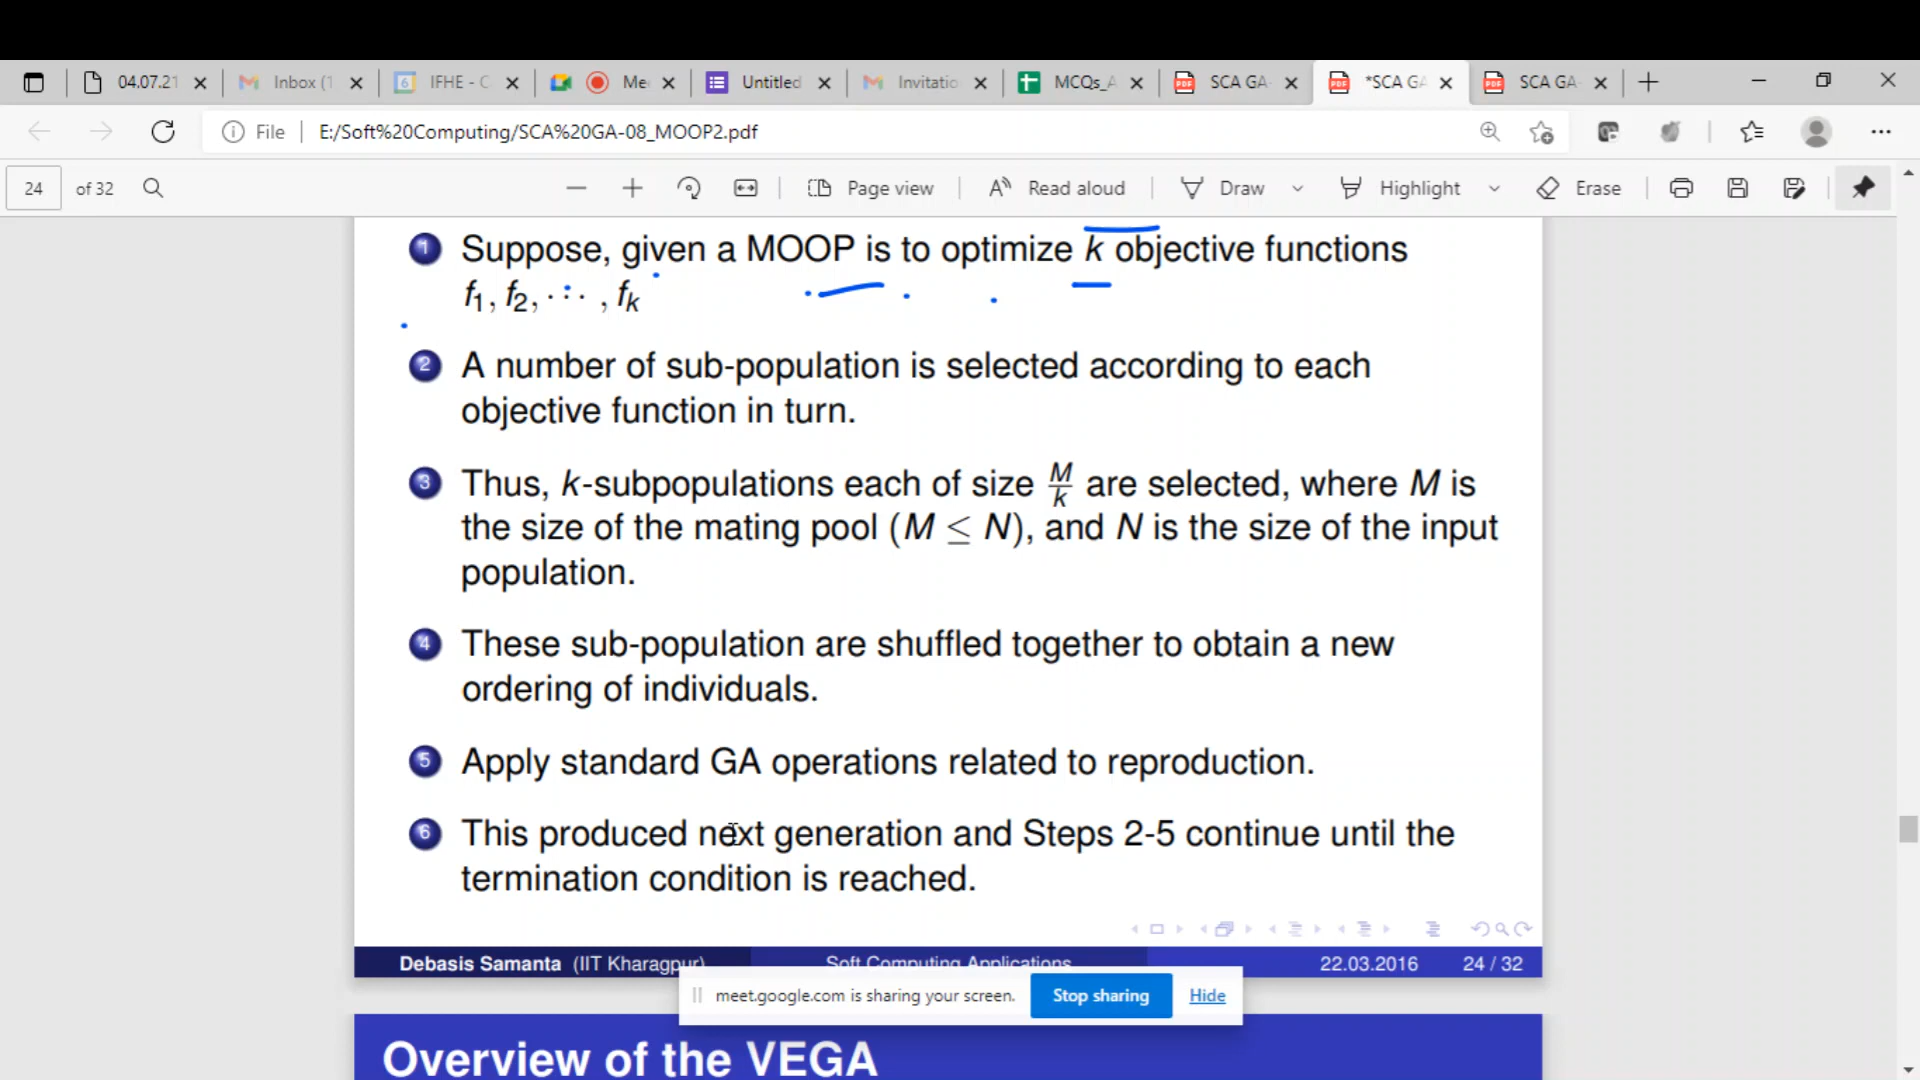 04.07.21
Inbox (1
IFHE - C
Me
Untitled
Invitatio
MCQs_A
SCA GA-
*SCA GA
SCA GA-
File
E:/Soft%20Computing/SCA%20GA-08_MOOP2.pdf
24 of 32
Page view
Read aloud
Draw
Highlight
Erase
1 Suppose, given a MOOP is to optimize k objective functions
f₁, f₂, ··· , fₖ
2 A number of sub-population is selected according to each
objective function in turn.
3 Thus, k-subpopulations each of size M/k are selected, where M is
the size of the mating pool (M ≤ N), and N is the size of the input
population.
4 These sub-population are shuffled together to obtain a new
ordering of individuals.
5 Apply standard GA operations related to reproduction.
6 This produced next generation and Steps 2-5 continue until the
termination condition is reached.
Debasis Samanta (IIT Kharagpur) Soft Computing Applications 22.03.2016 24 / 32
meet.google.com is sharing your screen. Stop sharing Hide
Overview of the VEGA